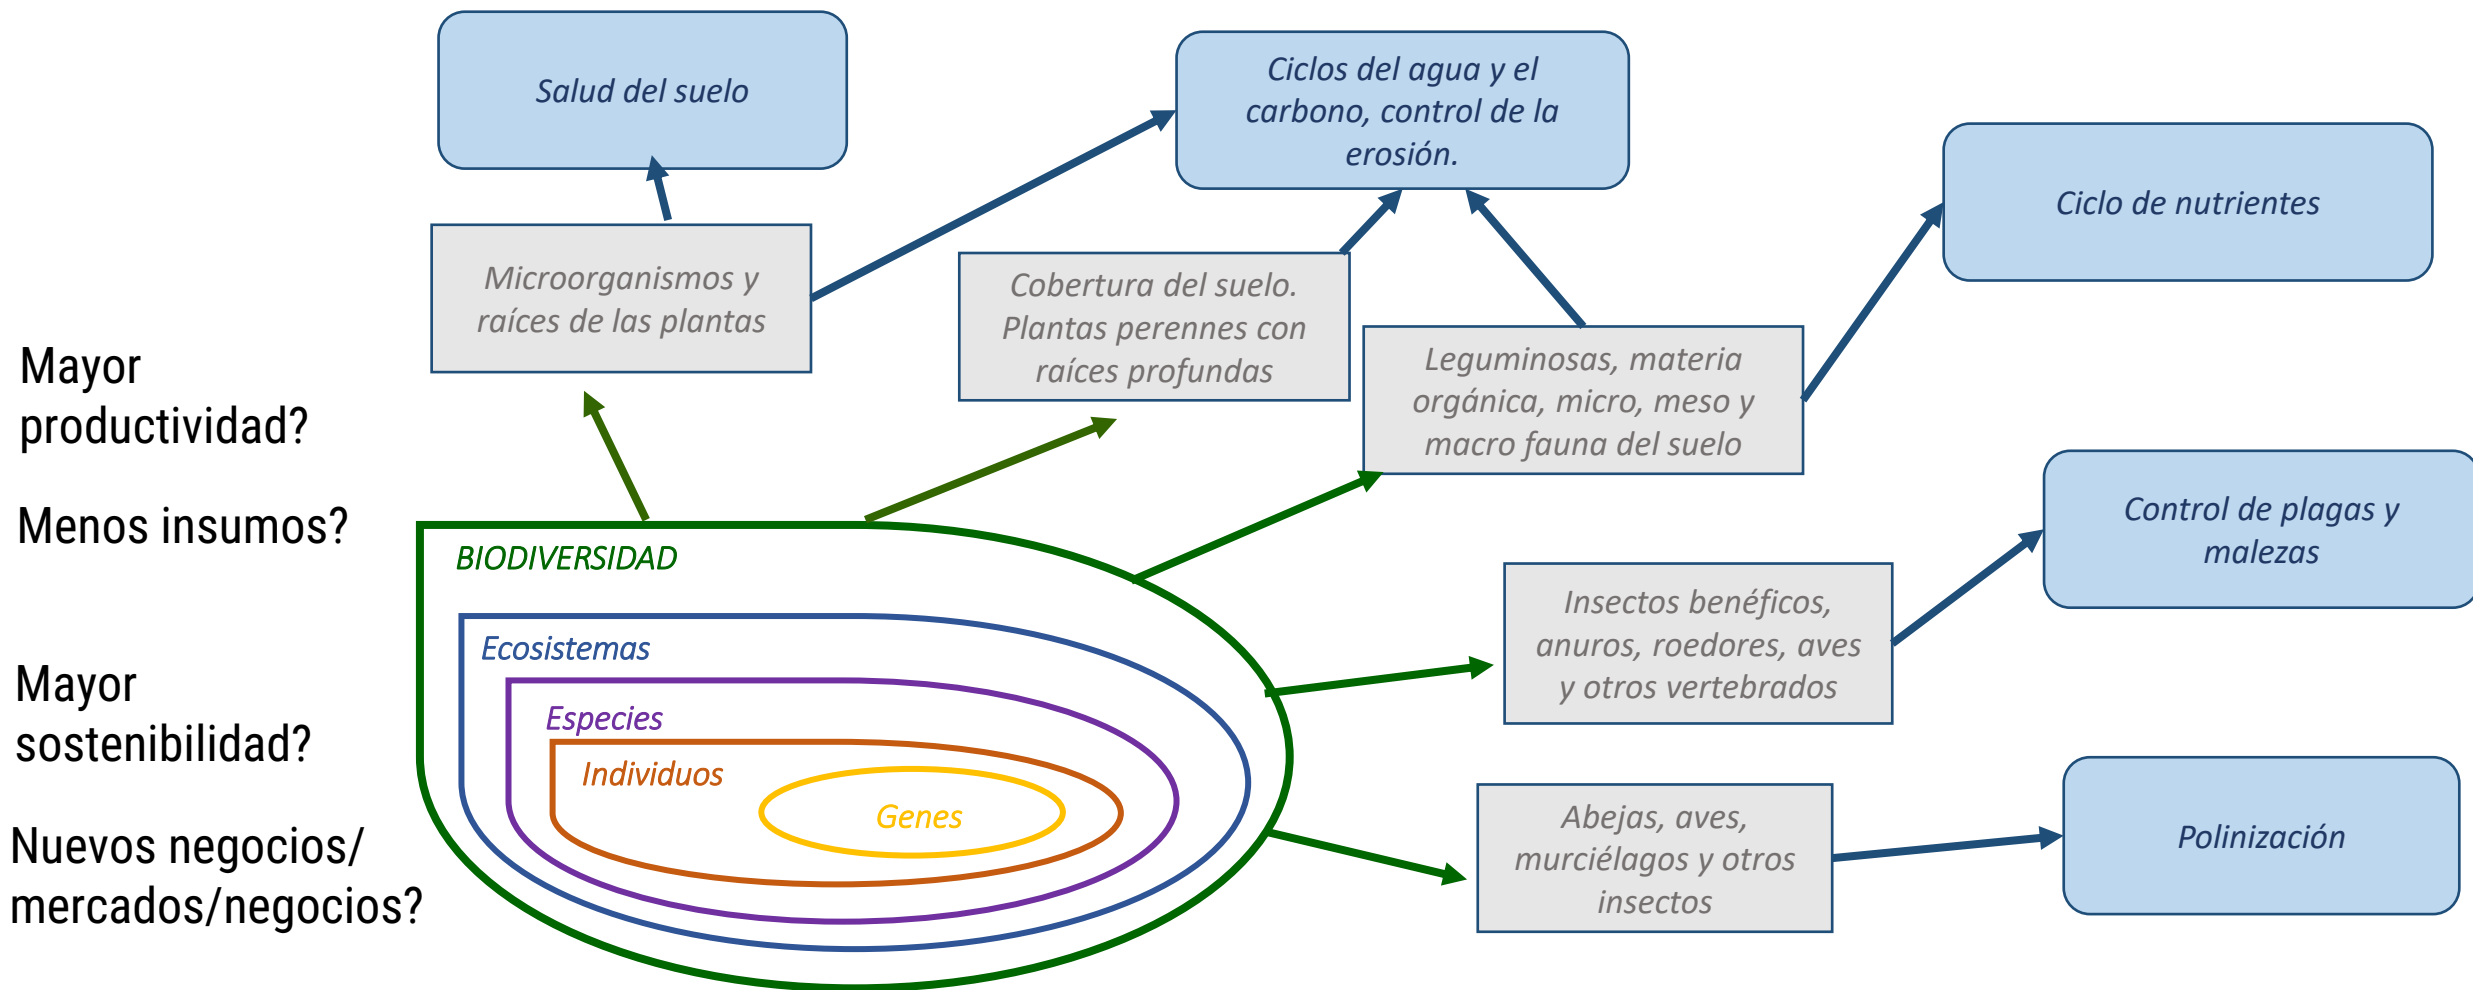 Salud del suelo
Ciclos del agua y el
carbono, control de la
erosión.
Ciclo de nutrientes
Microorganismos y
raíces de las plantas
Cobertura del suelo.
Plantas perennes con
raíces profundas
Leguminosas, materia
orgánica, micro, meso y
macro fauna del suelo
Mayor
productividad?
Menos insumos?
Mayor
sostenibilidad?
Nuevos negocios/
mercados/negocios?
BIODIVERSIDAD
Ecosistemas
Especies
Individuos
Genes
Control de plagas y
malezas
Insectos benéficos,
anuros, roedores, aves
y otros vertebrados
Abejas, aves,
murciélagos y otros
insectos
Polinización